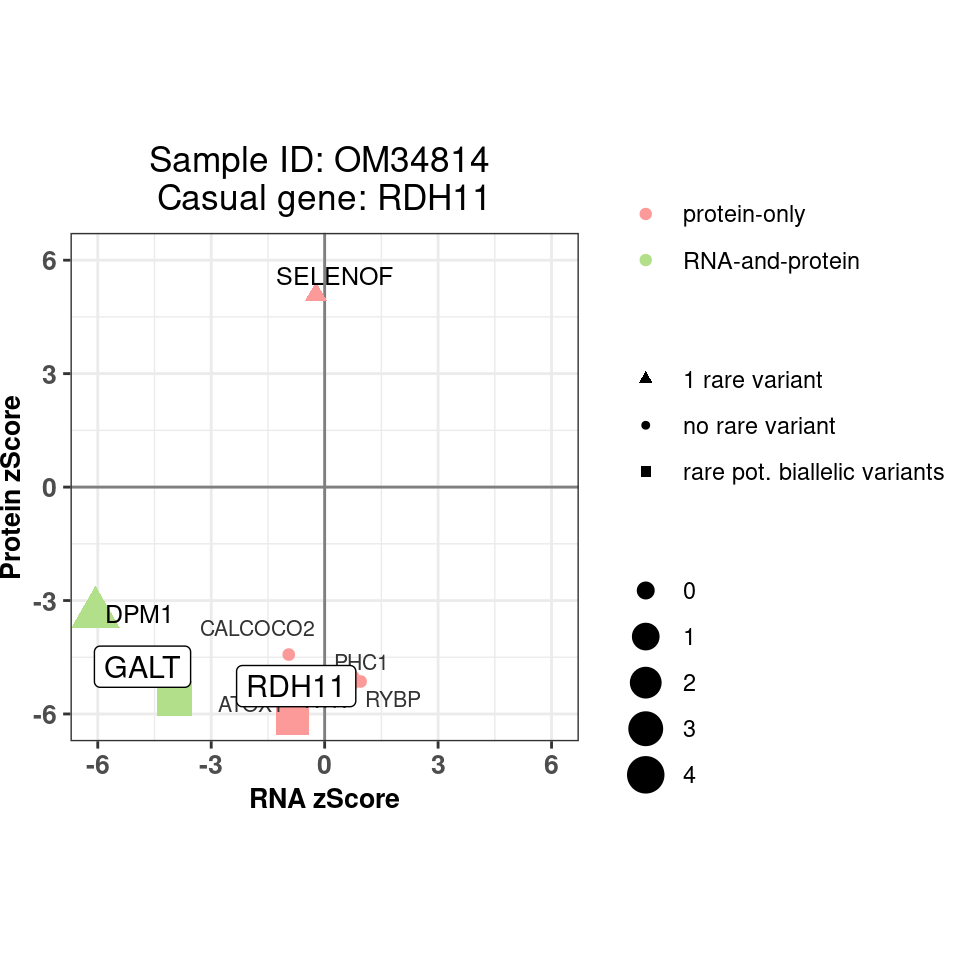 Sample ID: OM34814
Casual gene: RDH11
protein-only
RNA-and-protein
1 rare variant
no rare variant
rare pot. biallelic variants
0
1
2
3
4
Protein zScore
6
3
0
-3
-6
SELENOF
DPM1
CALCOCO2
GALT
PHC1
RDH11
RYBP
-6
-3
0
3
6
RNA zScore